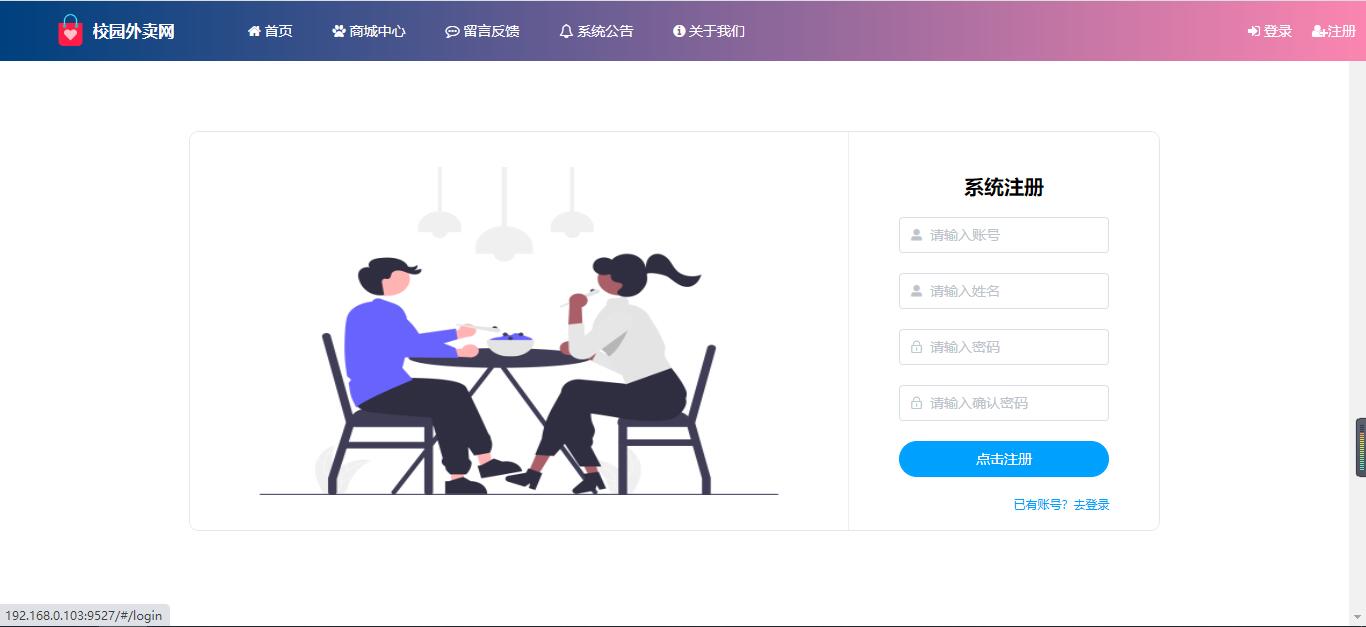 校园外卖网 首页 商城中心 留言反馈 系统公告 关于我们 登录 注册
系统注册
请输入账号
请输入姓名
请输入密码
请输入确认密码
点击注册
已有账号？去登录
192.168.0.103:9527/#/login